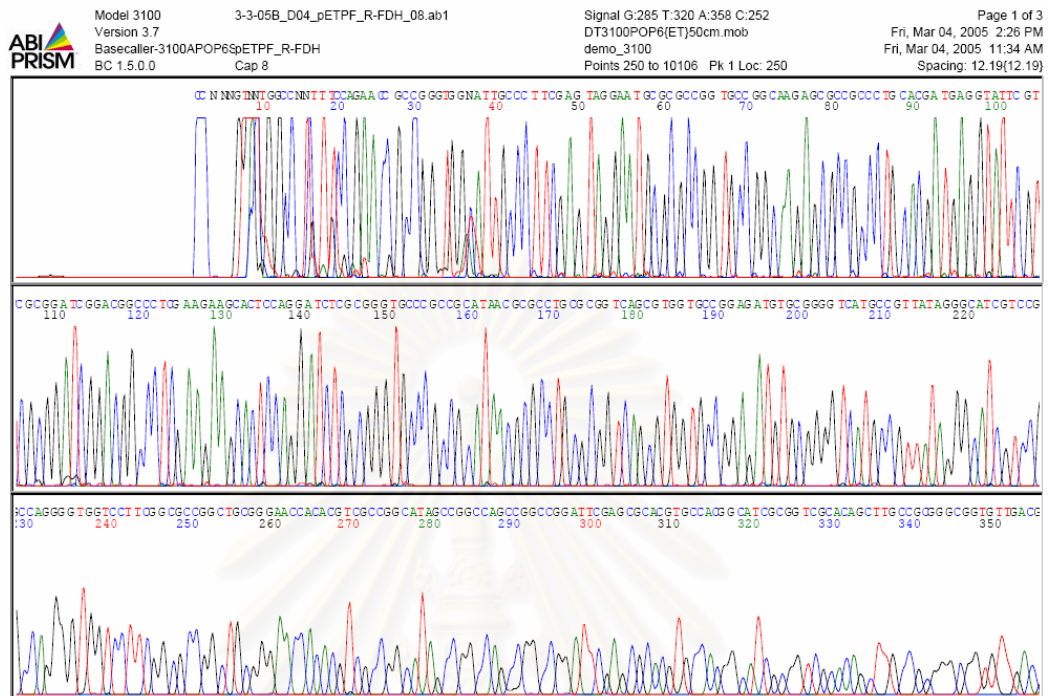 ABI PRISM
Model 3100
Version 3.7
Basecaller-3100APOP6SpETPF_R-FDH
BC 1.5.0.0 Cap 8
3-3-05B_D04_pETPF_R-FDH_08.ab1
Signal G:285 T:320 A:358 C:252
DT3100POP6{ET}50cm.mob
demo_3100
Points 250 to 10106 Pk 1 Loc: 250
Page 1 of 3
Fri, Mar 04, 2005 2:26 PM
Fri, Mar 04, 2005 11:34 AM
Spacing: 12.19{12.19}
CC N NNGTNNTGGCCNNTTTCCAGAACC GCCGGGTGGNATTGCCCTTCGAGTAGGAATGCGCGCCGGTGCCGGCAAGAGCGCCGCCCTGCACGATGAGGTATTCGT
10 20 30 40 50 60 70 80 90 100
CGCGGATCGGACGGCCCTCGAAGAAGCACTCCAGGATCTCGCGGGTGCCCGCCGCATAACGCGCCTGCGCGGTCAGCGTGGTGCCGGAGATGTGCGGGGTCATGCCGTTATAGGGCATCGTCCG
110 120 130 140 150 160 170 180 190 200 210 220
CCAGGGGTGGTCCTTCGGCGCCGGCTGCGGGAACCACACGTCGCCGGCATAGCCGGCCAGCCGGCCGGATTCGAGCGCACGTGCCACGGCATCGCGGTCGCACAGCTTGCCGCGGGCGGTGTTGACG
230 240 250 260 270 280 290 300 310 320 330 340 350